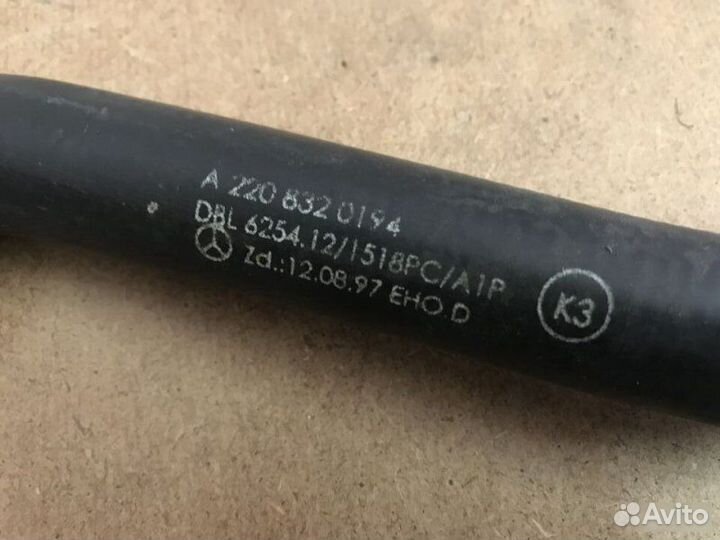 A 220 832 0194
DBL 6254.12/1518PC/A1P
Zd.:12.08.97 EHO.D
K3
Avito